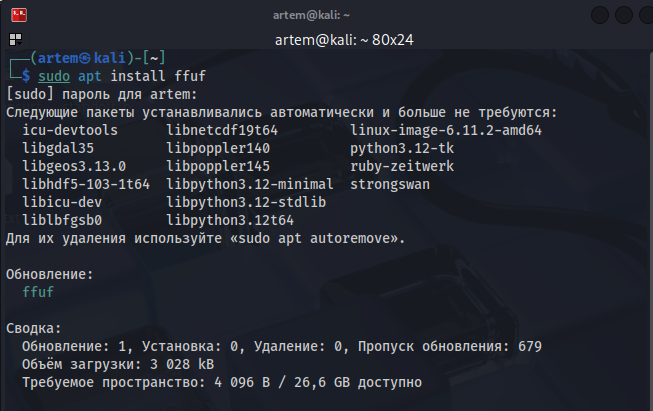 artem@kali: ~
artem@kali: ~ 80x24
┌──(artem㉿kali)-[~]
└─$ sudo apt install ffuf
[sudo] пароль для artem:
Следующие пакеты устанавливались автоматически и больше не требуются:
icu-devtools libnetcdf19t64 linux-image-6.11.2-amd64
libgdal35 libpoppler140 python3.12-tk
libgeos3.13.0 libpoppler145 ruby-zeitwerk
libhdf5-103-1t64 libpython3.12-minimal strongswan
libicu-dev libpython3.12-stdlib
liblbfgsb0 libpython3.12t64
Для их удаления используйте «sudo apt autoremove».
Обновление:
ffuf
Сводка:
Обновление: 1, Установка: 0, Удаление: 0, Пропуск обновления: 679
Объём загрузки: 3 028 kB
Требуемое пространство: 4 096 B / 26,6 GB доступно